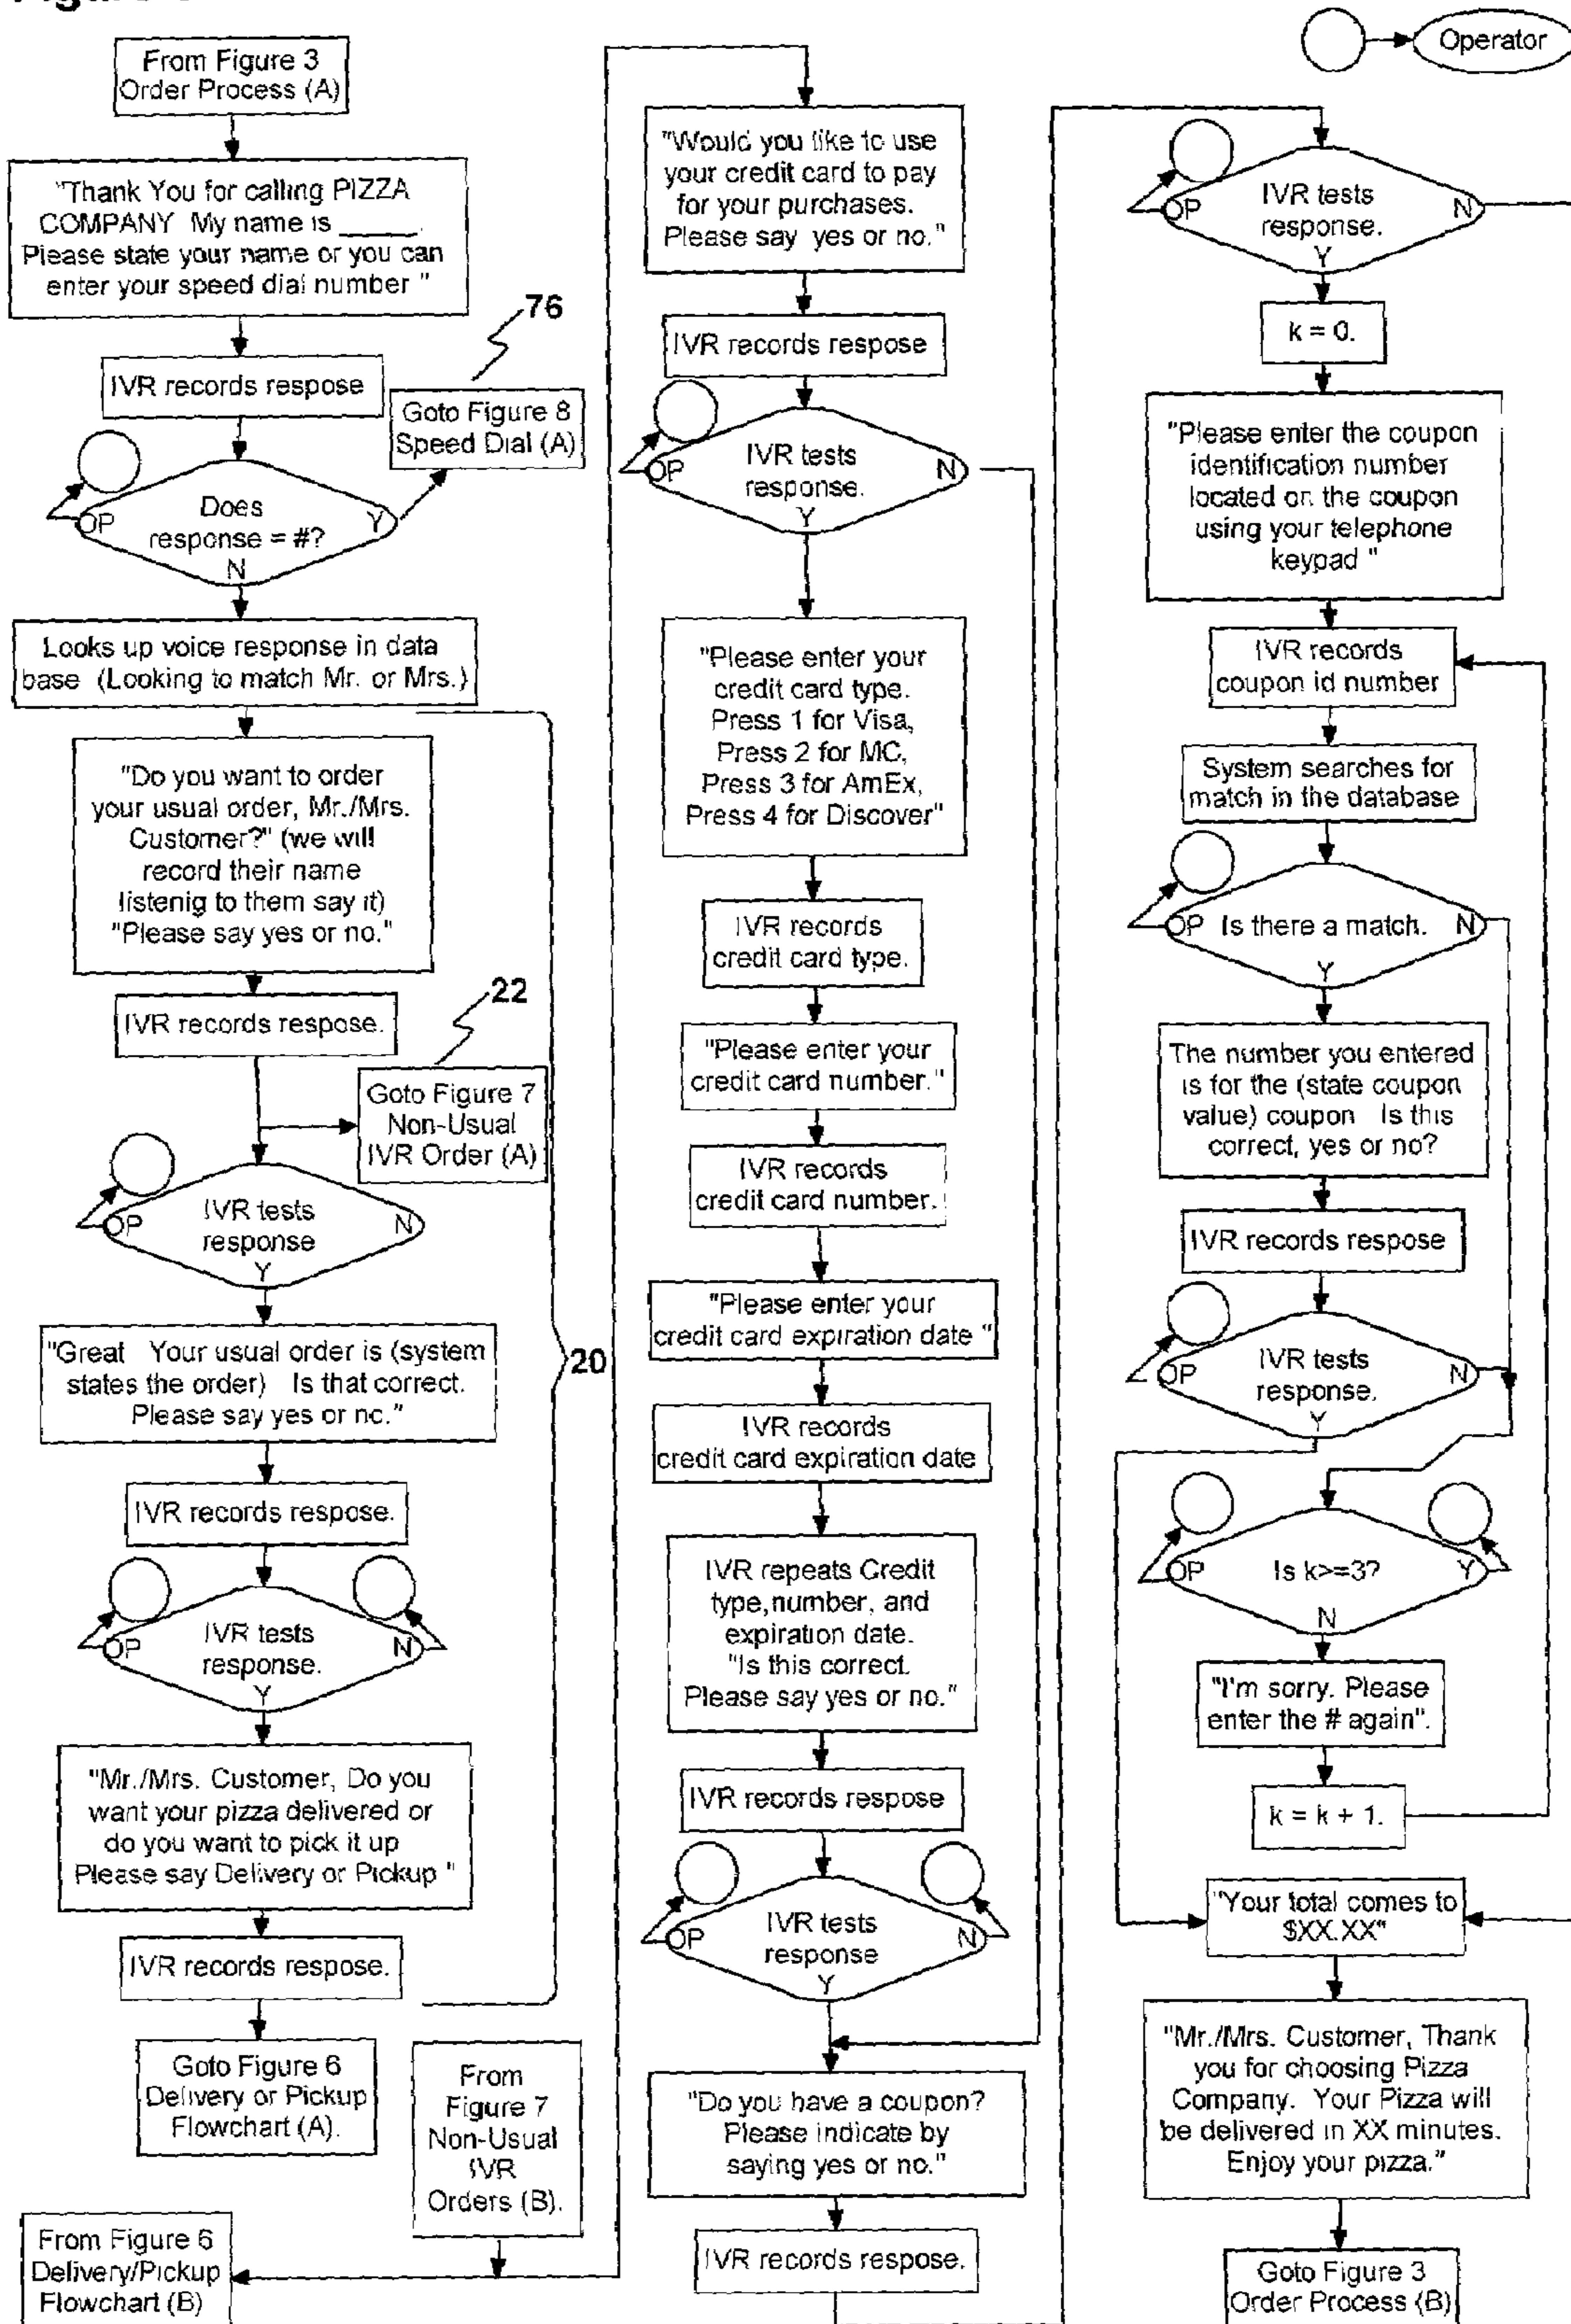 From Figure 3
Order Process (A)
"Thank You for calling PIZZA
COMPANY My name is ______.
Please state your name or you can
enter your speed dial number "
76
IVR records respose
Goto Figure 8
Speed Dial (A)
Does
response = #?
OP
Y
N
Looks up voice response in data
base (Looking to match Mr. or Mrs.)
"Do you want to order
your usual order, Mr./Mrs.
Customer?" (we will
record their name
listenig to them say it)
"Please say yes or no."
22
IVR records respose.
Goto Figure 7
Non-Usual
IVR Order (A)
IVR tests
response
OP
N
Y
"Great Your usual order is (system
states the order) Is that correct.
Please say yes or no."
20
IVR records respose.
IVR tests
response.
OP
N
Y
"Mr./Mrs. Customer, Do you
want your pizza delivered or
do you want to pick it up
Please say Delivery or Pickup "
IVR records respose.
Goto Figure 6
Delivery or Pickup
Flowchart (A).
From
Figure 7
Non-Usual
IVR
Orders (B).
From Figure 6
Delivery/Pickup
Flowchart (B)
"Would you like to use
your credit card to pay
for your purchases.
Please say yes or no."
IVR records respose
IVR tests
response.
OP
N
Y
"Please enter your
credit card type.
Press 1 for Visa,
Press 2 for MC,
Press 3 for AmEx,
Press 4 for Discover"
IVR records
credit card type.
"Please enter your
credit card number."
IVR records
credit card number.
"Please enter your
credit card expiration date "
IVR records
credit card expiration date
IVR repeats Credit
type,number, and
expiration date.
"Is this correct.
Please say yes or no."
IVR records respose
IVR tests
response
OP
N
Y
"Do you have a coupon?
Please indicate by
saying yes or no."
IVR records respose.
Operator
IVR tests
response.
OP
N
Y
k = 0.
"Please enter the coupon
identification number
located on the coupon
using your telephone
keypad "
IVR records
coupon id number
System searches for
match in the database
OP Is there a match. N
Y
The number you entered
is for the (state coupon
value) coupon Is this
correct, yes or no?
IVR records respose
IVR tests
response.
OP
N
Y
OP Is k>=3? Y
N
"I'm sorry. Please
enter the # again".
k = k + 1.
"Your total comes to
$XX.XX"
"Mr./Mrs. Customer, Thank
you for choosing Pizza
Company. Your Pizza will
be delivered in XX minutes.
Enjoy your pizza."
Goto Figure 3
Order Process (B)